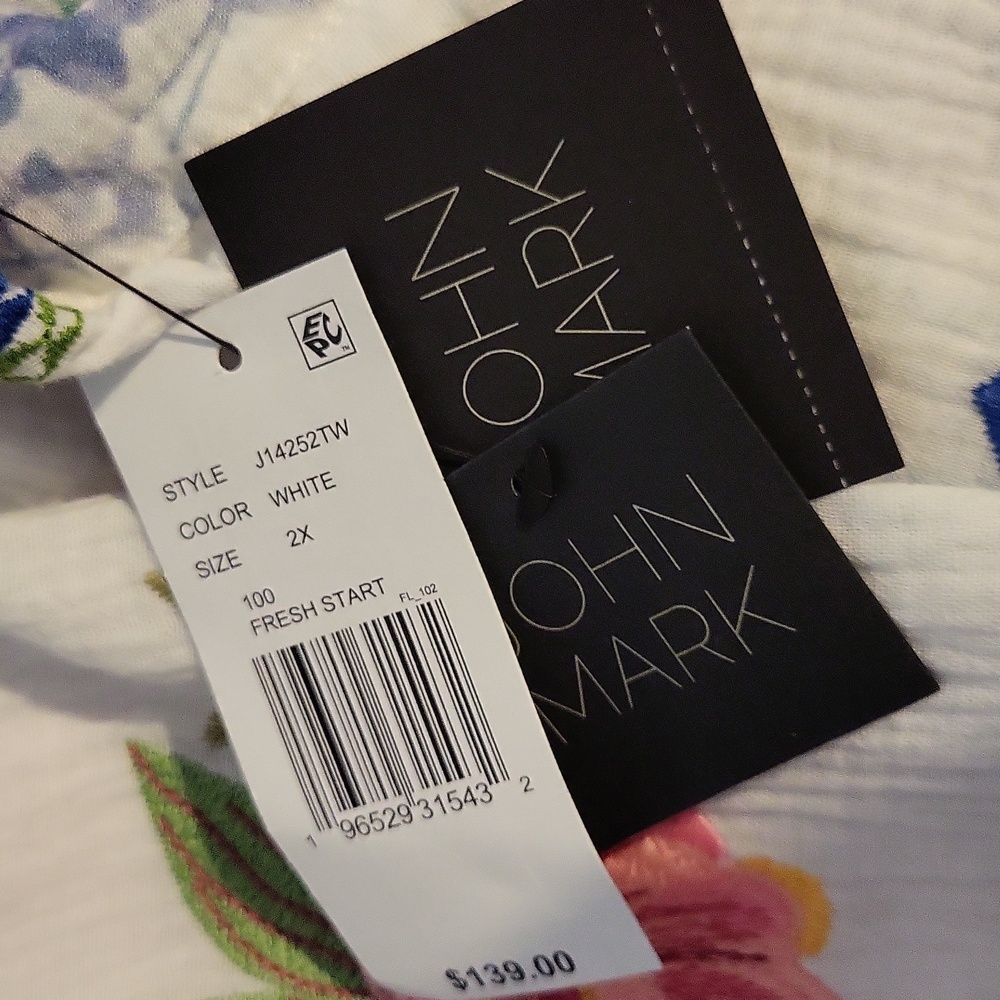 JOHN
MARK
EPC
™
STYLE J14252TW
COLOR WHITE
SIZE 2X
100
FRESH START FL_102
1 96529 31543 2
$139.00
JOHN
MARK